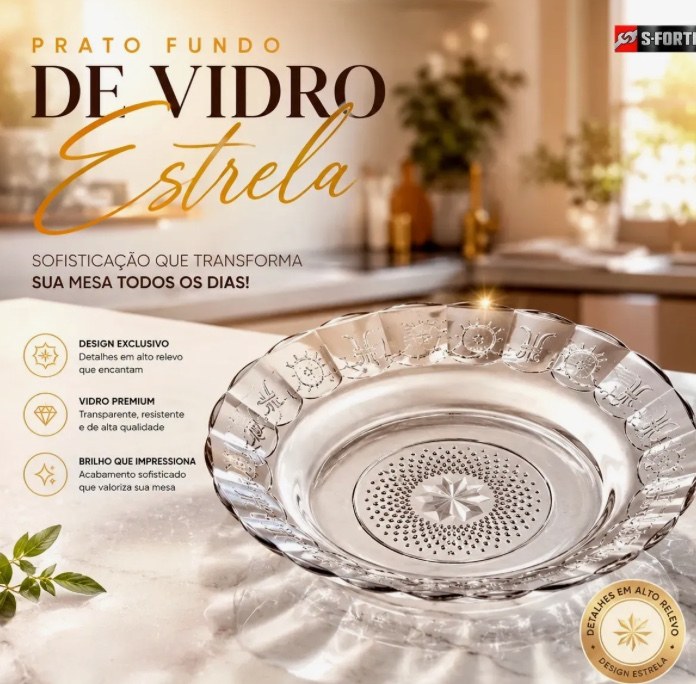 S-FORT
PRATO FUNDO
DE VIDRO
Estrela
SOFISTICAÇÃO QUE TRANSFORMA
SUA MESA TODOS OS DIAS!
DESIGN EXCLUSIVO
Detalhes em alto relevo
que encantam
VIDRO PREMIUM
Transparente, resistente
e de alta qualidade
BRILHO QUE IMPRESSIONA
Acabamento sofisticado
que valoriza sua mesa
DETALHES EM ALTO RELEVO
DESIGN ESTRELA